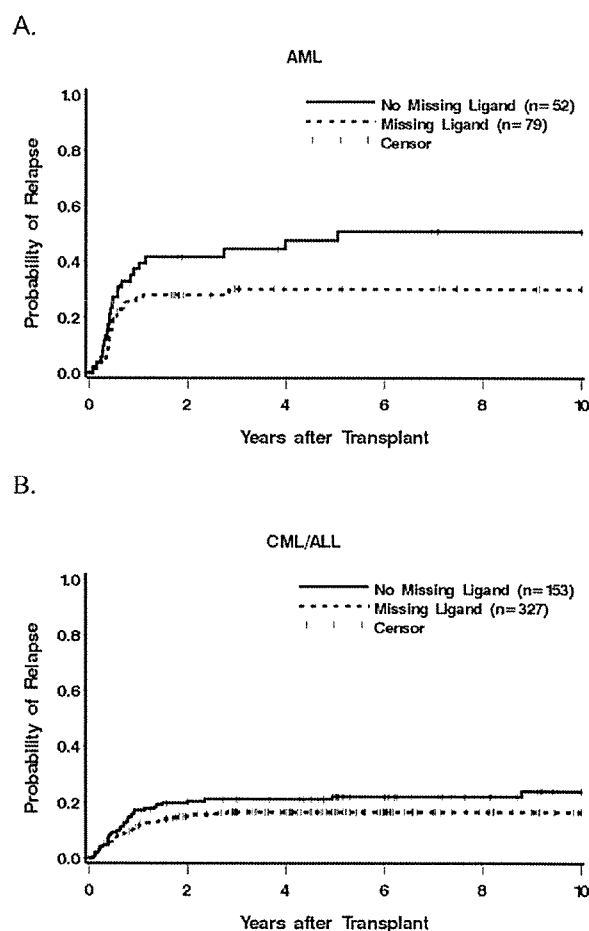 A.
AML
1.0
0.8
0.6
0.4
0.2
0.0
Probability of Relapse
No Missing Ligand (n=52)
Missing Ligand (n=79)
Censor
0 2 4 6 8 10
Years after Transplant
B.
CML/ALL
1.0
0.8
0.6
0.4
0.2
0.0
Probability of Relapse
No Missing Ligand (n=153)
Missing Ligand (n=327)
Censor
0 2 4 6 8 10
Years after Transplant